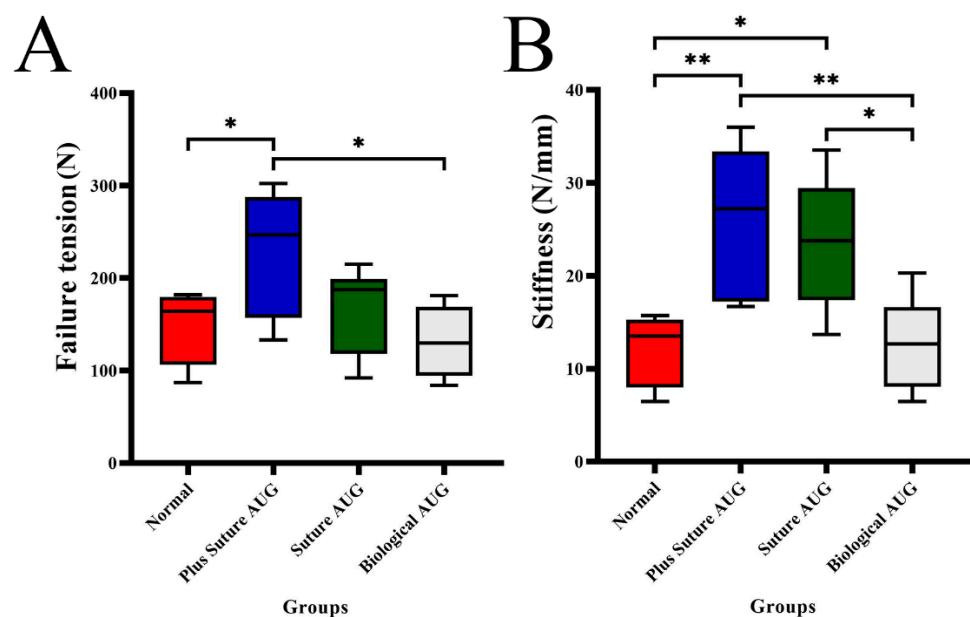 A
Failure tension (N)
400
300
200
100
0
*
*
Normal
Plus Suture AUG
Suture AUG
Biological AUG
Groups
B
Stiffness (N/mm)
40
30
20
10
0
*
**
**
*
Normal
Plus Suture AUG
Suture AUG
Biological AUG
Groups